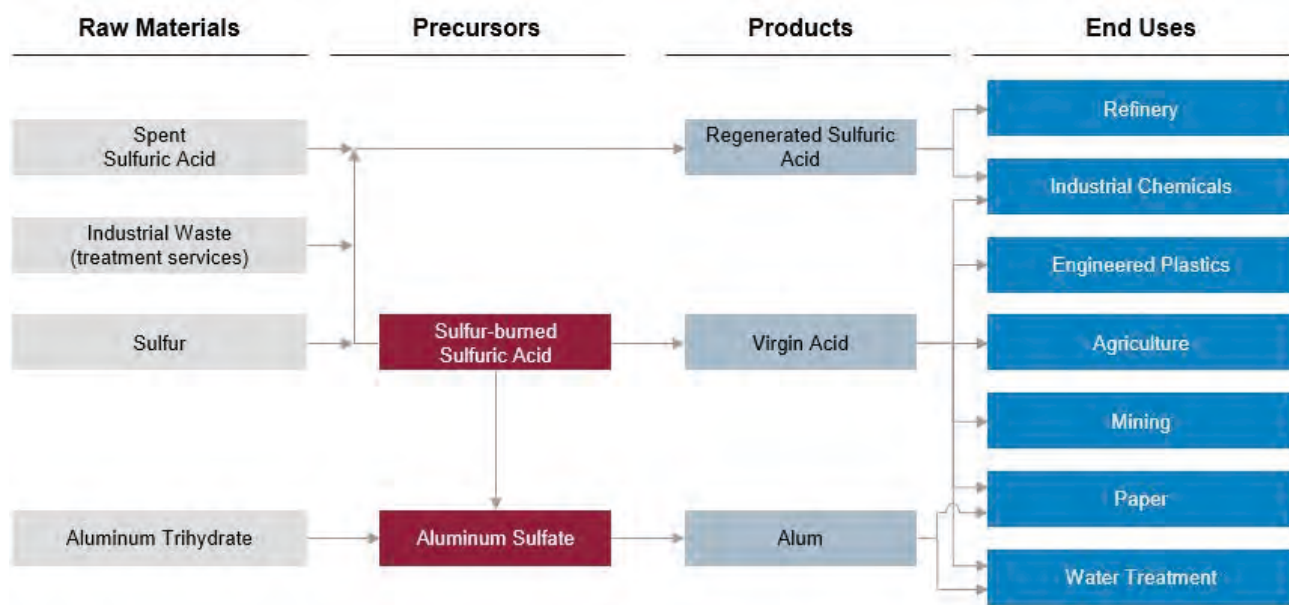 Raw Materials
Precursors
Products
End Uses
Spent
Sulfuric Acid
Regenerated Sulfuric
Acid
Refinery
Industrial Chemicals
Industrial Waste
(treatment services)
Engineered Plastics
Sulfur
Sulfur-burned
Sulfuric Acid
Virgin Acid
Agriculture
Mining
Paper
Aluminum Trihydrate
Aluminum Sulfate
Alum
Water Treatment